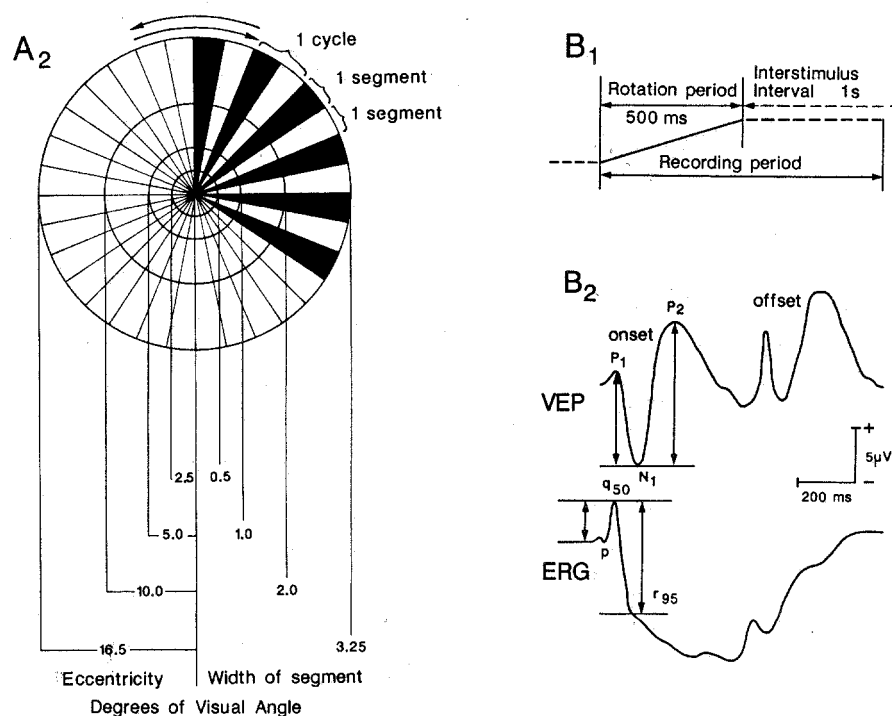 A2
1 cycle
1 segment
1 segment
2.5 0.5
5.0 1.0
10.0 2.0
16.5 3.25
Eccentricity Width of segment
Degrees of Visual Angle
B1
Rotation period
500 ms
Interstimulus
Interval 1s
Recording period
B2
P2
offset
onset
P1
VEP
N1
+
5μV
−
200 ms
q50
p
ERG
r95